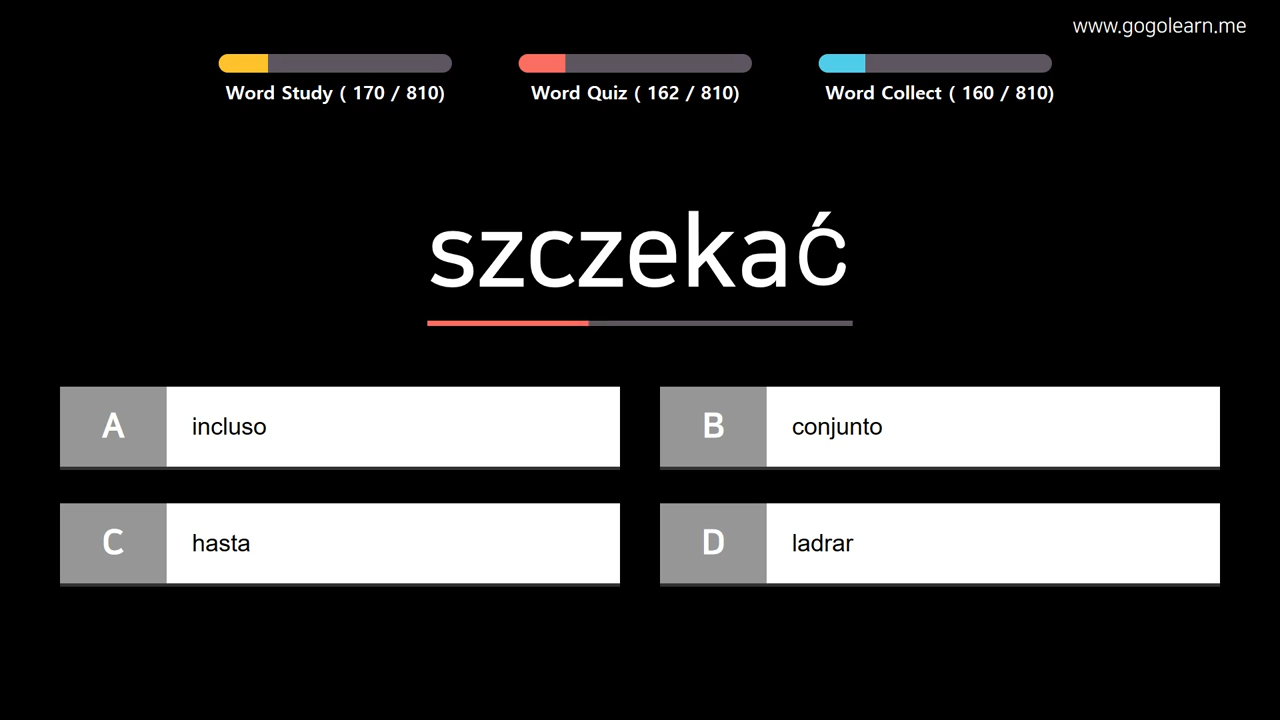 www.gogolearn.me
Word Study ( 170 / 810)
Word Quiz ( 162 / 810)
Word Collect ( 160 / 810)
szczekać
A incluso
B conjunto
C hasta
D ladrar